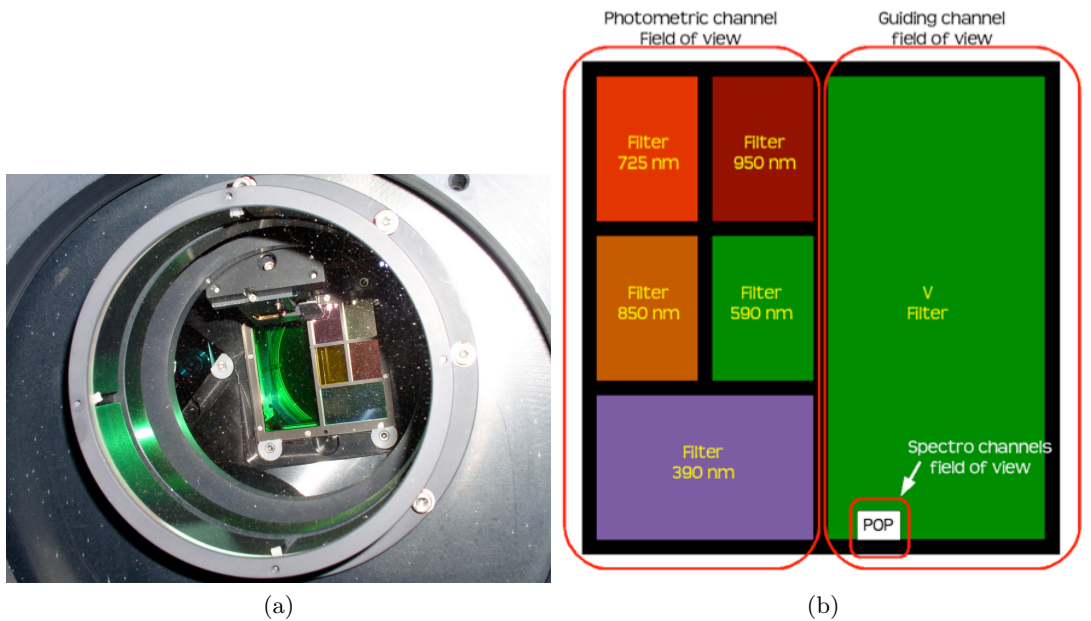 Photometric channel
Field of view
Guiding channel
field of view
Filter
725 nm
Filter
950 nm
Filter
850 nm
Filter
590 nm
V
Filter
Filter
390 nm
Spectro channels
field of view
POP
(a)
(b)